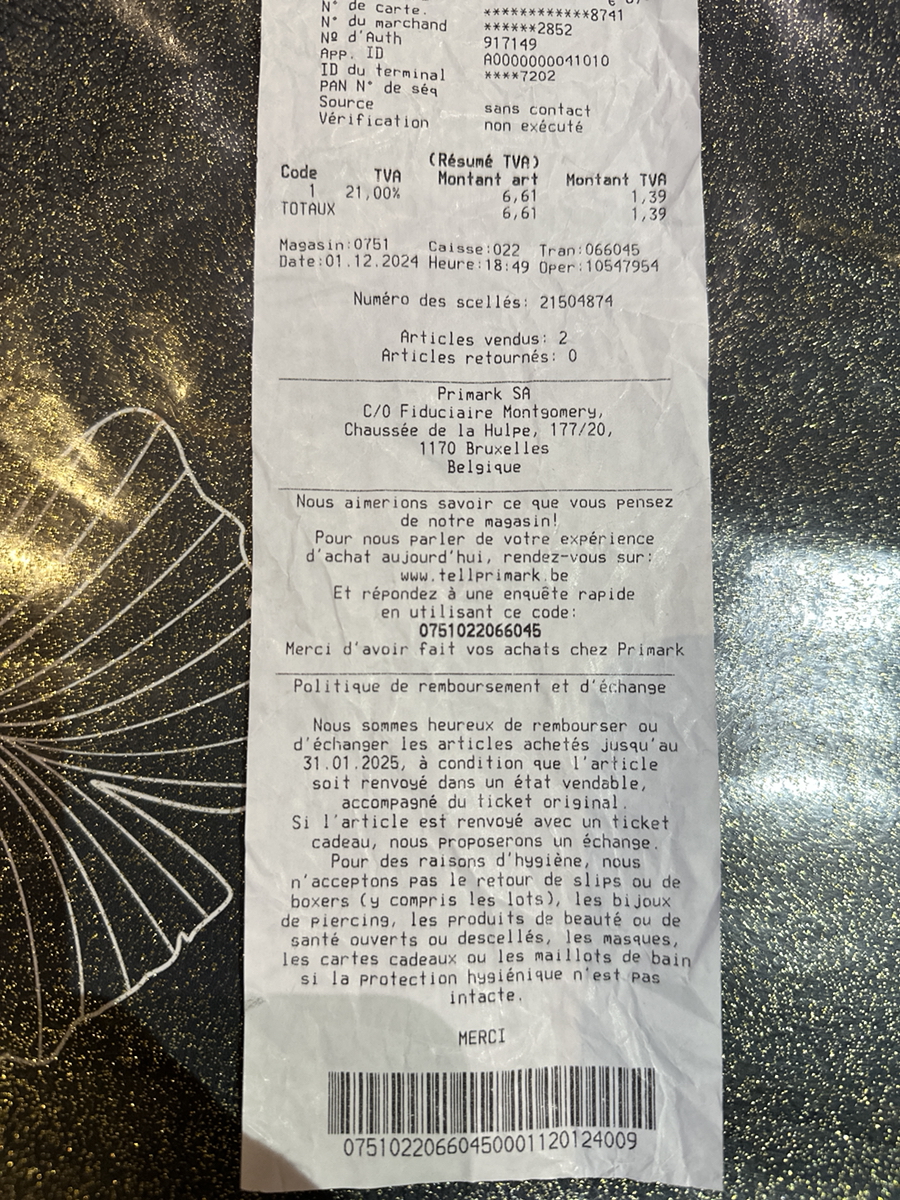 N° de carte. ************8741
N° du marchand ******2852
Nº d'Auth 917149
App. ID A0000000041010
ID du terminal ****7202
PAN N° de séq
Source sans contact
Vérification non exécuté
(Résumé TVA)
Code TVA Montant art Montant TVA
1 21,00% 6,61 1,39
TOTAUX 6,61 1,39
Magasin:0751 Caisse:022 Tran:066045
Date:01.12.2024 Heure:18:49 Oper:10547954
Numéro des scellés: 21504874
Articles vendus: 2
Articles retournés: 0
Primark SA
C/O Fiduciaire Montgomery,
Chaussée de la Hulpe, 177/20,
1170 Bruxelles
Belgique
Nous aimerions savoir ce que vous pensez
de notre magasin!
Pour nous parler de votre expérience
d'achat aujourd'hui, rendez-vous sur:
www.tellprimark.be
Et répondez à une enquête rapide
en utilisant ce code:
0751022066045
Merci d'avoir fait vos achats chez Primark
Politique de remboursement et d'échange
Nous sommes heureux de rembourser ou
d'échanger les articles achetés jusqu'au
31.01.2025, à condition que l'article
soit renvoyé dans un état vendable,
accompagné du ticket original.
Si l'article est renvoyé avec un ticket
cadeau, nous proposerons un échange.
Pour des raisons d'hygiène, nous
n'acceptons pas le retour de slips ou de
boxers (y compris les lots), les bijoux
de piercing, les produits de beauté ou de
santé ouverts ou descellés, les masques,
les cartes cadeaux ou les maillots de bain
si la protection hygiénique n'est pas
intacte.
MERCI
07510220660450001120124009